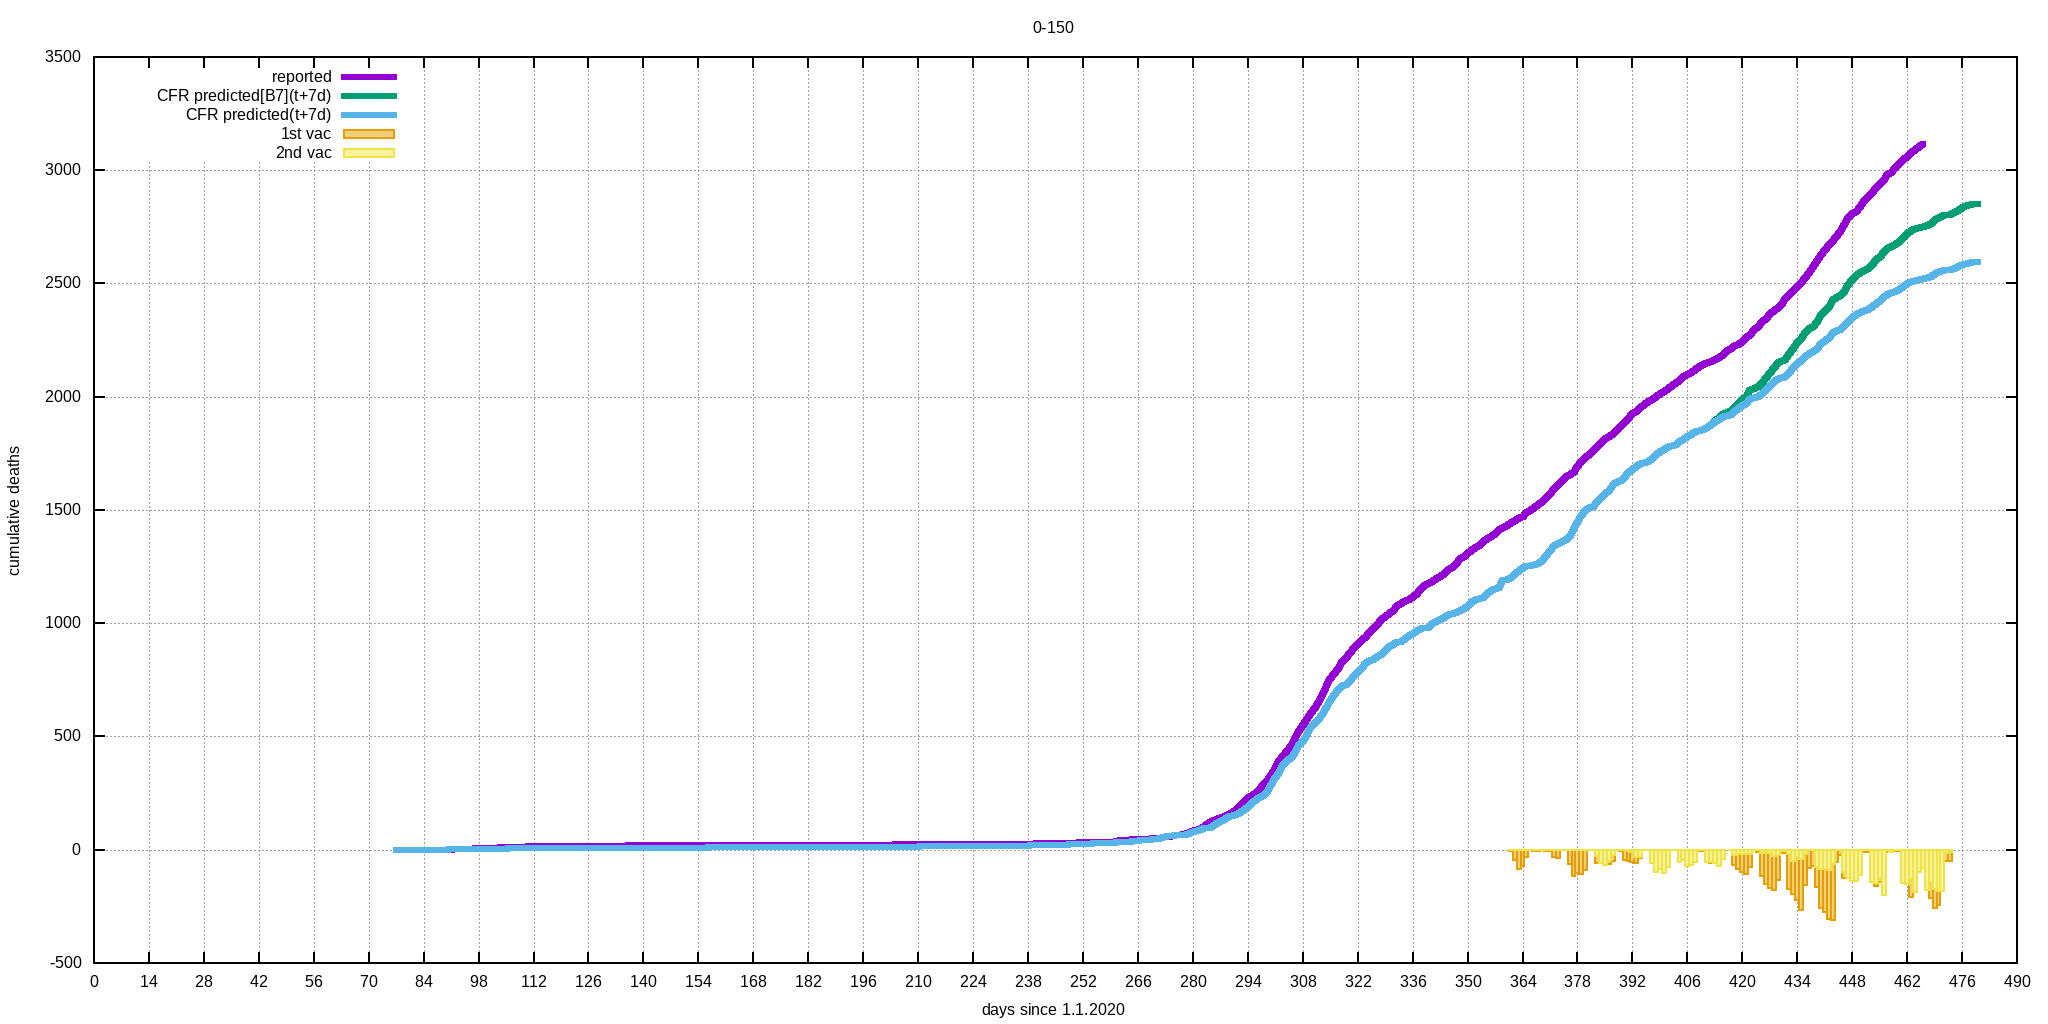 0-150
3500
3000
2500
2000
1500
1000
500
0
-500
cumulative deaths
reported
CFR predicted[B7](t+7d)
CFR predicted(t+7d)
1st vac
2nd vac
0 14 28 42 56 70 84 98 112 126 140 154 168 182 196 210 224 238 252 266 280 294 308 322 336 350 364 378 392 406 420 434 448 462 476 490
days since 1.1.2020